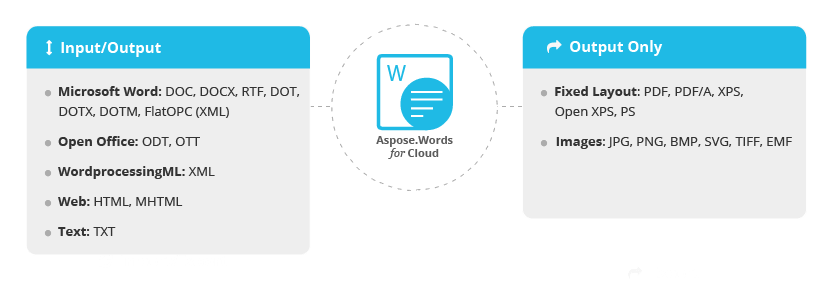 Input/Output
Microsoft Word: DOC, DOCX, RTF, DOT,
DOTX, DOTM, FlatOPC (XML)
Open Office: ODT, OTT
WordprocessingML: XML
Web: HTML, MHTML
Text: TXT
W
Aspose.Words
for Cloud
Output Only
Fixed Layout: PDF, PDF/A, XPS,
Open XPS, PS
Images: JPG, PNG, BMP, SVG, TIFF, EMF